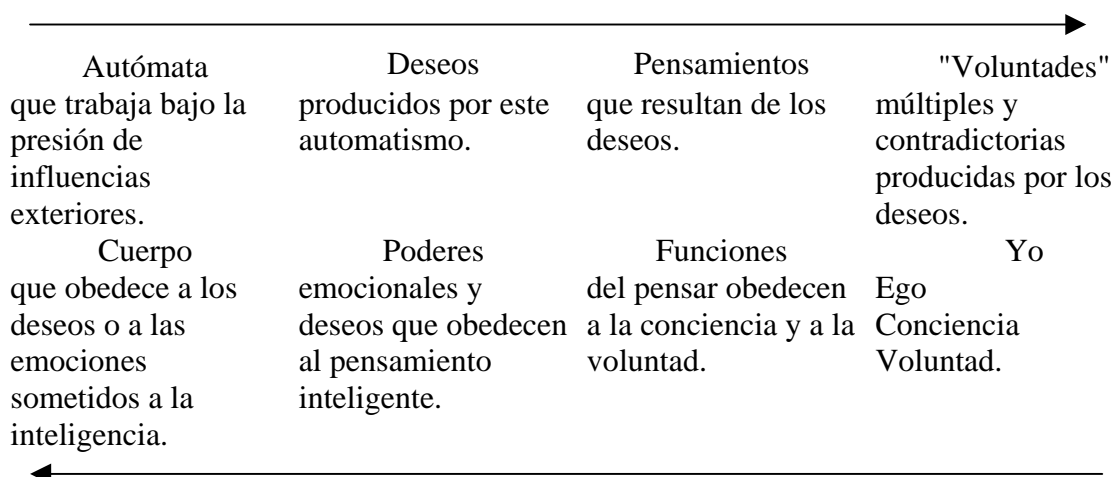 Autómata
que trabaja bajo la
presión de
influencias
exteriores.
Deseos
producidos por este
automatismo.
Pensamientos
que resultan de los
deseos.
"Voluntades"
múltiples y
contradictorias
producidas por los
deseos.
Cuerpo
que obedece a los
deseos o a las
emociones
sometidos a la
inteligencia.
Poderes
emocionales y
deseos que obedecen
al pensamiento
inteligente.
Funciones
del pensar obedecen
a la conciencia y a la
voluntad.
Yo
Ego
Conciencia
Voluntad.